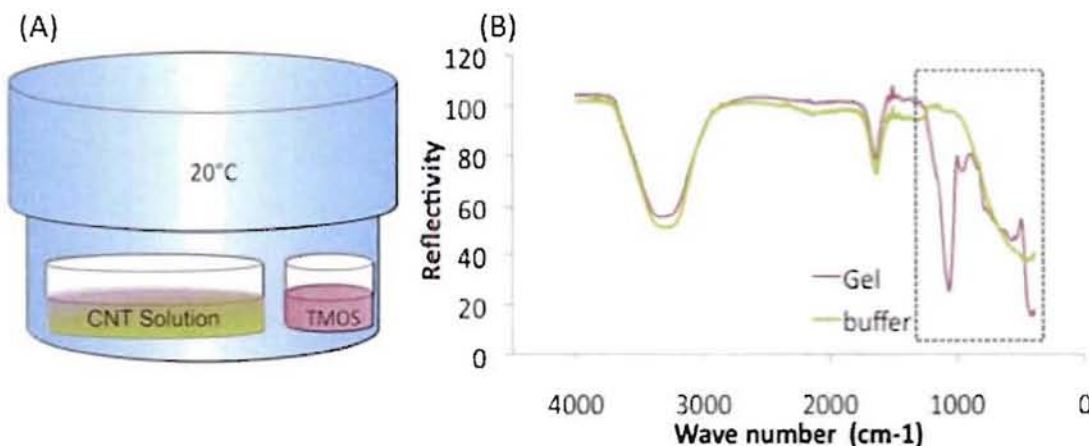 (A)
20°C
CNT Solution
TMOS
(B)
120
100
80
60
40
20
0
Reflectivity
Gel
buffer
4000 3000 2000 1000 0
Wave number (cm-1)